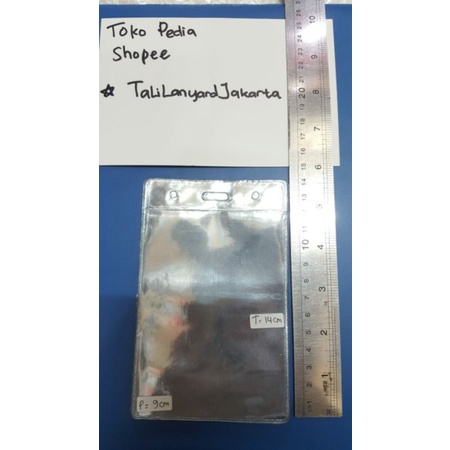 Toko Pedia
Shopee
☆ TaliLanyardJakarta
T= 14cm
P= 9cm